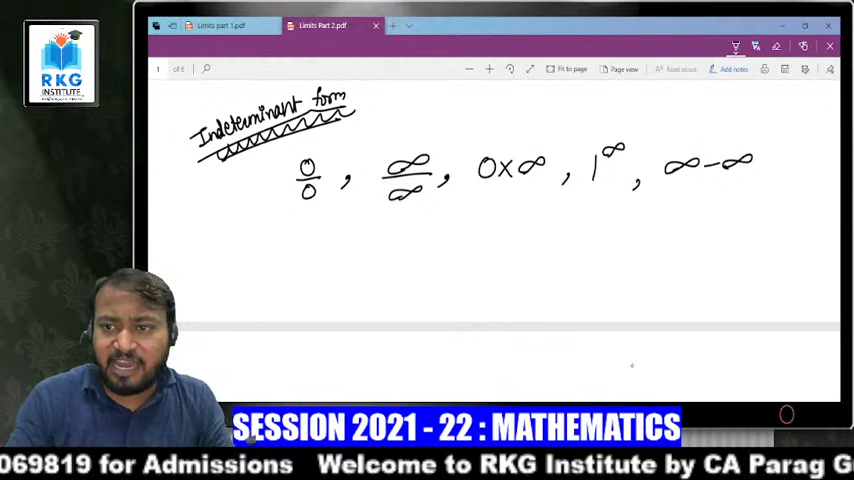 Limits part 1.pdf
Limits Part 2.pdf
1 of 6
Fit to page
Page view
Read aloud
Add notes
RKG
INSTITUTE
Indeterminant form
0/0 , ∞/∞ , 0×∞ , 1^∞ , ∞-∞
SESSION 2021 - 22 : MATHEMATICS
069819 for Admissions Welcome to RKG Institute by CA Parag G